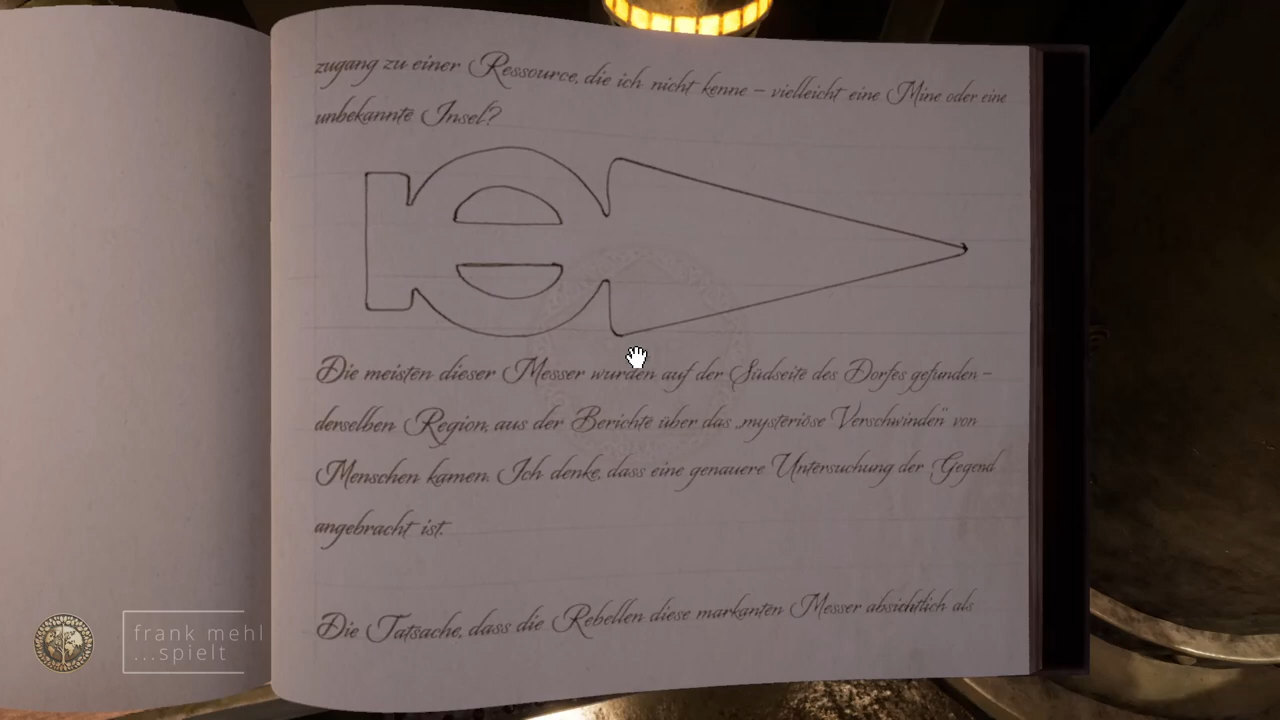 zugang zu einer Ressource, die ich nicht kenne – vielleicht eine Mine oder eine
unbekannte Insel?
Die meisten dieser Messer wurden auf der Südseite des Dorfes gefunden –
derselben Region, aus der Berichte über das „mysteriöse Verschwinden“ von
Menschen kamen. Ich denke, dass eine genauere Untersuchung der Gegend
angebracht ist.
Die Tatsache, dass die Rebellen diese markanten Messer absichtlich als
frank mehl
...spielt